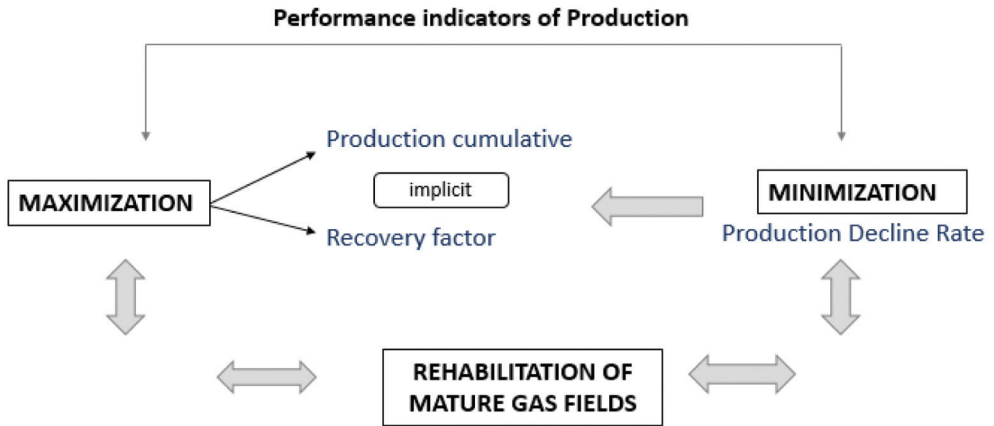 Performance indicators of Production
Production cumulative
MAXIMIZATION
implicit
MINIMIZATION
Recovery factor
Production Decline Rate
REHABILITATION OF
MATURE GAS FIELDS